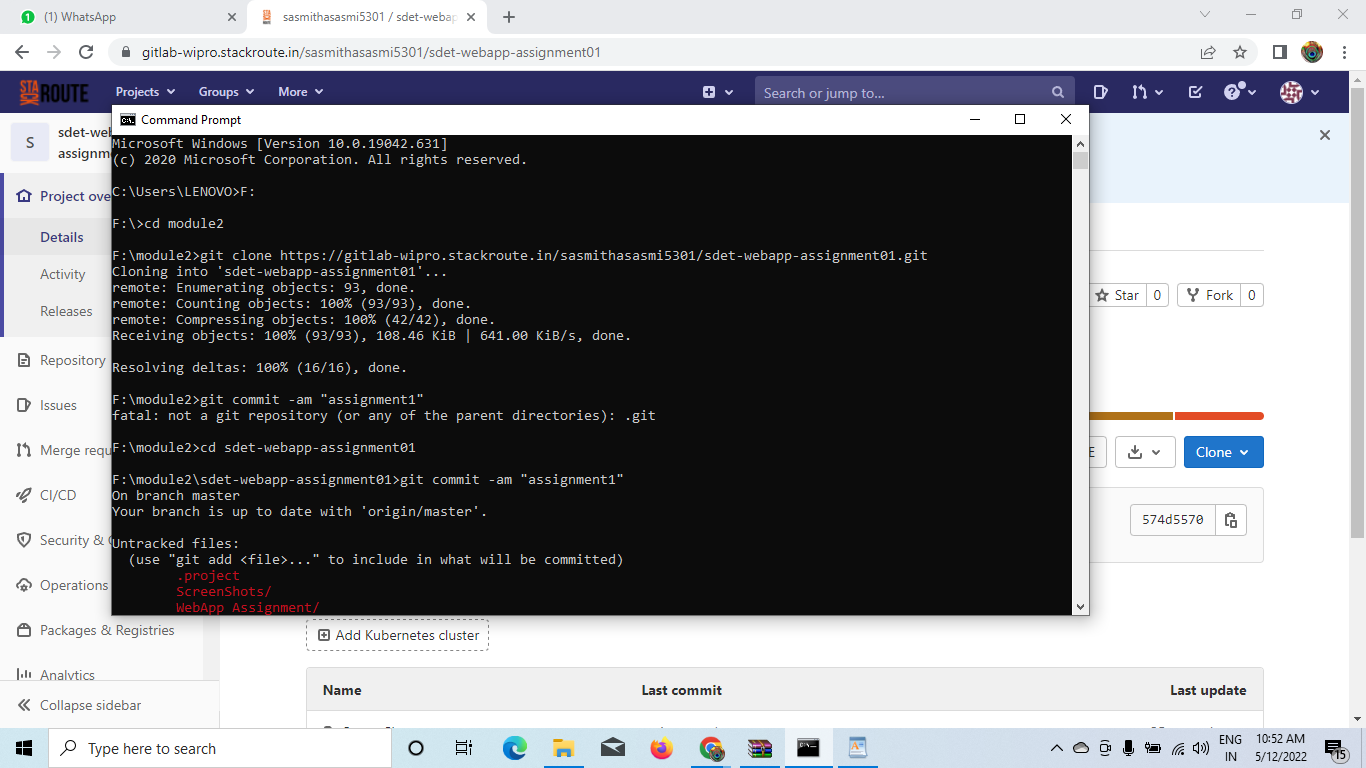 (1) WhatsApp
sasmithasasmi5301 / sdet-webap
gitlab-wipro.stackroute.in/sasmithasasmi5301/sdet-webapp-assignment01
STA
ROUTE
Projects
Groups
More
Search or jump to...
Command Prompt
S
sdet-we
assignm
Project ove
Details
Activity
Releases
Repository
Issues
Merge requ
CI/CD
Security &
Operations
Packages & Registries
Analytics
Collapse sidebar
Microsoft Windows [Version 10.0.19042.631]
(c) 2020 Microsoft Corporation. All rights reserved.
C:\Users\LENOVO>F:
F:\>cd module2
F:\module2>git clone https://gitlab-wipro.stackroute.in/sasmithasasmi5301/sdet-webapp-assignment01.git
Cloning into 'sdet-webapp-assignment01'...
remote: Enumerating objects: 93, done.
remote: Counting objects: 100% (93/93), done.
remote: Compressing objects: 100% (42/42), done.
Receiving objects: 100% (93/93), 108.46 KiB | 641.00 KiB/s, done.
Resolving deltas: 100% (16/16), done.
F:\module2>git commit -am "assignment1"
fatal: not a git repository (or any of the parent directories): .git
F:\module2>cd sdet-webapp-assignment01
F:\module2\sdet-webapp-assignment01>git commit -am "assignment1"
On branch master
Your branch is up to date with 'origin/master'.
Untracked files:
(use "git add <file>..." to include in what will be committed)
.project
ScreenShots/
WebApp Assignment/
Star 0
Fork 0
E
Clone
574d5570
Add Kubernetes cluster
Name Last commit Last update
Type here to search
ENG
IN
10:52 AM
5/12/2022
15